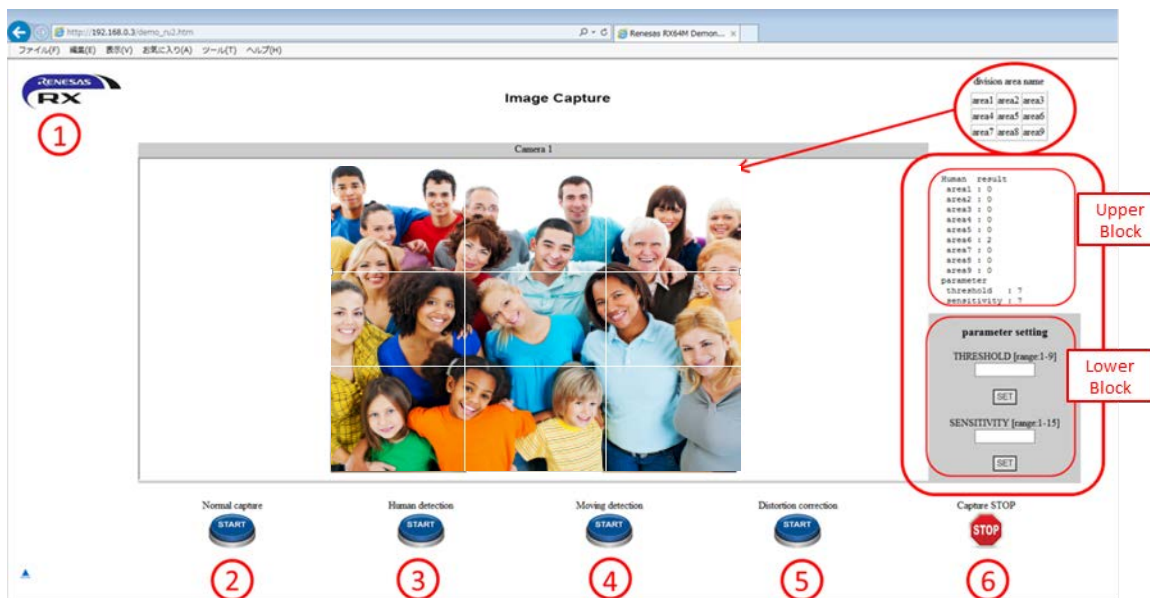 http://192.168.0.3/demo_ru2.htm
Renesas RX64M Demon...
ファイル(F) 編集(E) 表示(V) お気に入り(A) ツール(T) ヘルプ(H)
RENESAS
RX
1
Image Capture
division area name
area1 area2 area3
area4 area5 area6
area7 area8 area9
Camera 1
Human result
area1 : 0
area2 : 0
area3 : 0
area4 : 0
area5 : 0
area6 : 2
area7 : 0
area8 : 0
area9 : 0
parameter
threshold : 7
sensitivity : 7
Upper
Block
parameter setting
THRESHOLD [range:1-9]
SET
SENSITIVITY [range:1-15]
SET
Lower
Block
Normal capture
START
2
Human detection
START
3
Moving detection
START
4
Distortion correction
START
5
Capture STOP
STOP
6